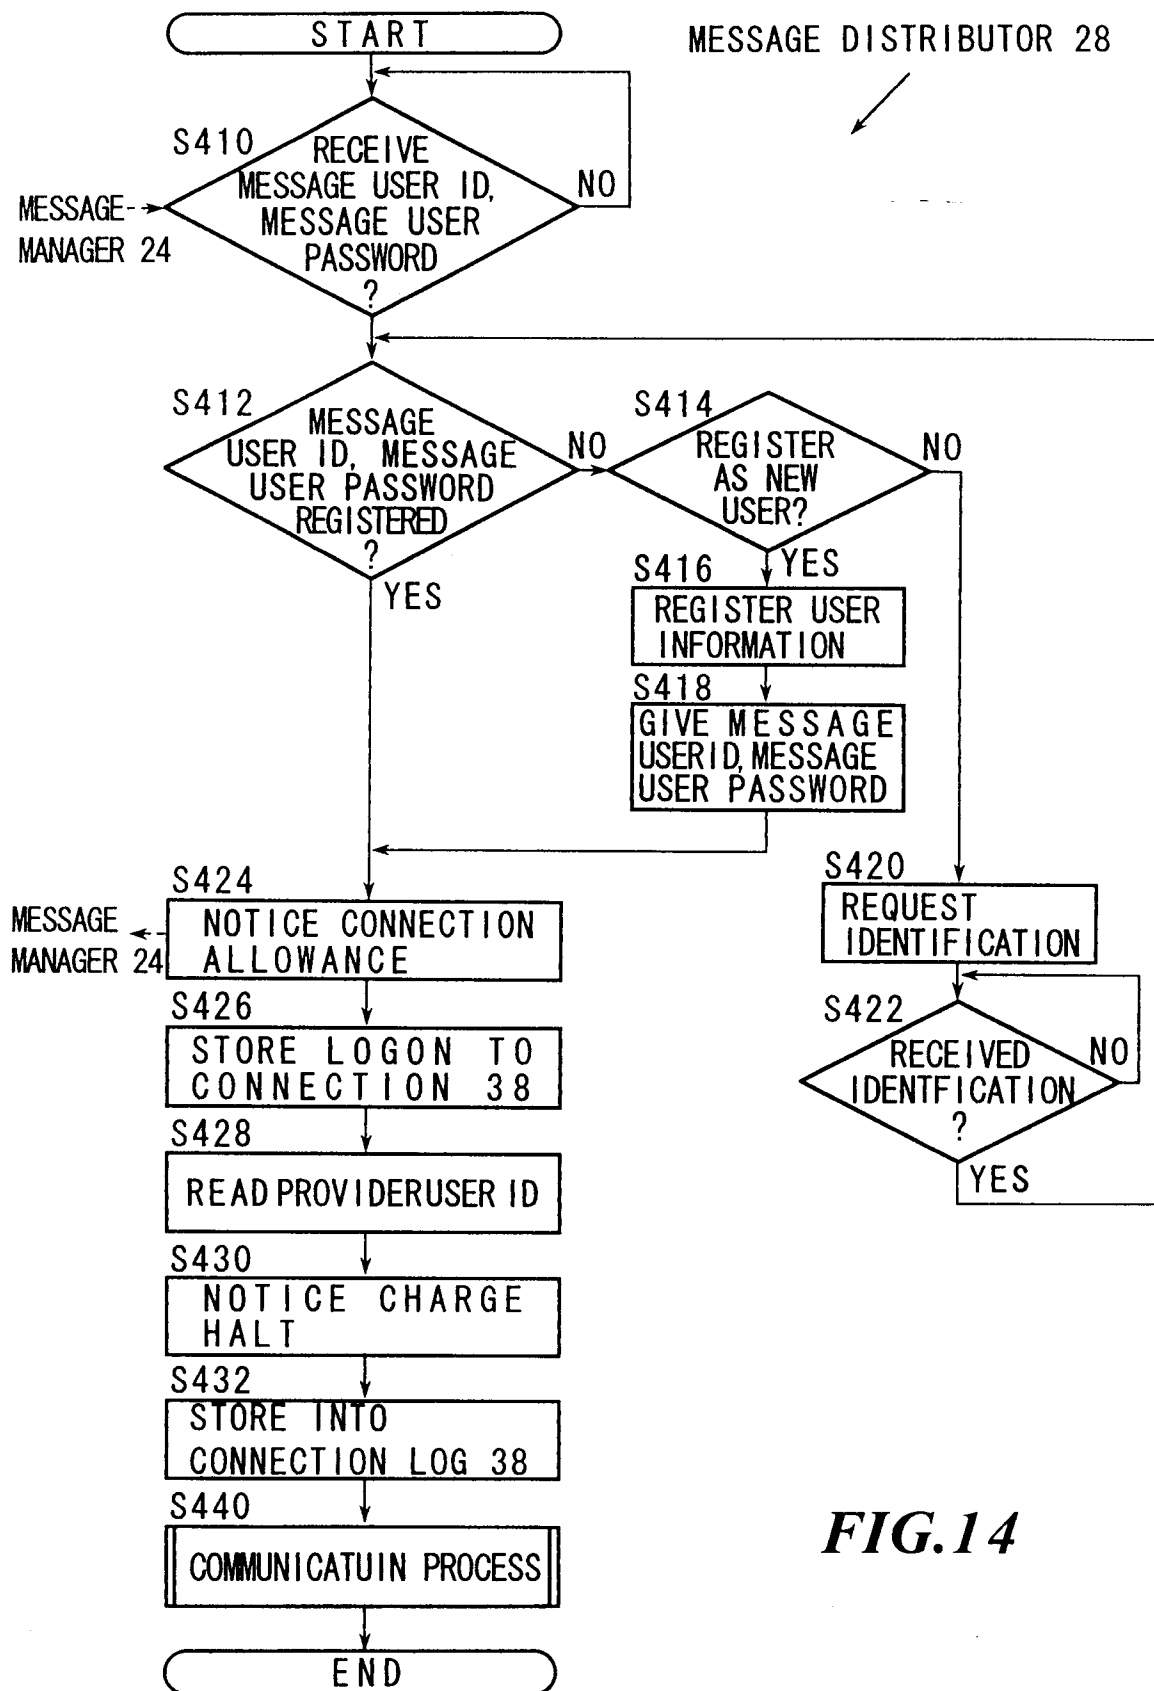 START
MESSAGE DISTRIBUTOR 28
S410
RECEIVE
MESSAGE USER ID,
MESSAGE USER
PASSWORD
?
NO
MESSAGE
MANAGER 24
S412
MESSAGE
USER ID, MESSAGE
USER PASSWORD
REGISTERED
?
NO
YES
S414
REGISTER
AS NEW
USER?
NO
YES
S416
REGISTER USER
INFORMATION
S418
GIVE MESSAGE
USERID, MESSAGE
USER PASSWORD
S420
REQUEST
IDENTIFICATION
S422
RECEIVED
IDENTFICATION
?
NO
YES
S424
MESSAGE
MANAGER 24
NOTICE CONNECTION
ALLOWANCE
S426
STORE LOGON TO
CONNECTION 38
S428
READ PROVIDERUSER ID
S430
NOTICE CHARGE
HALT
S432
STORE INTO
CONNECTION LOG 38
S440
COMMUNICATUIN PROCESS
END
FIG.14